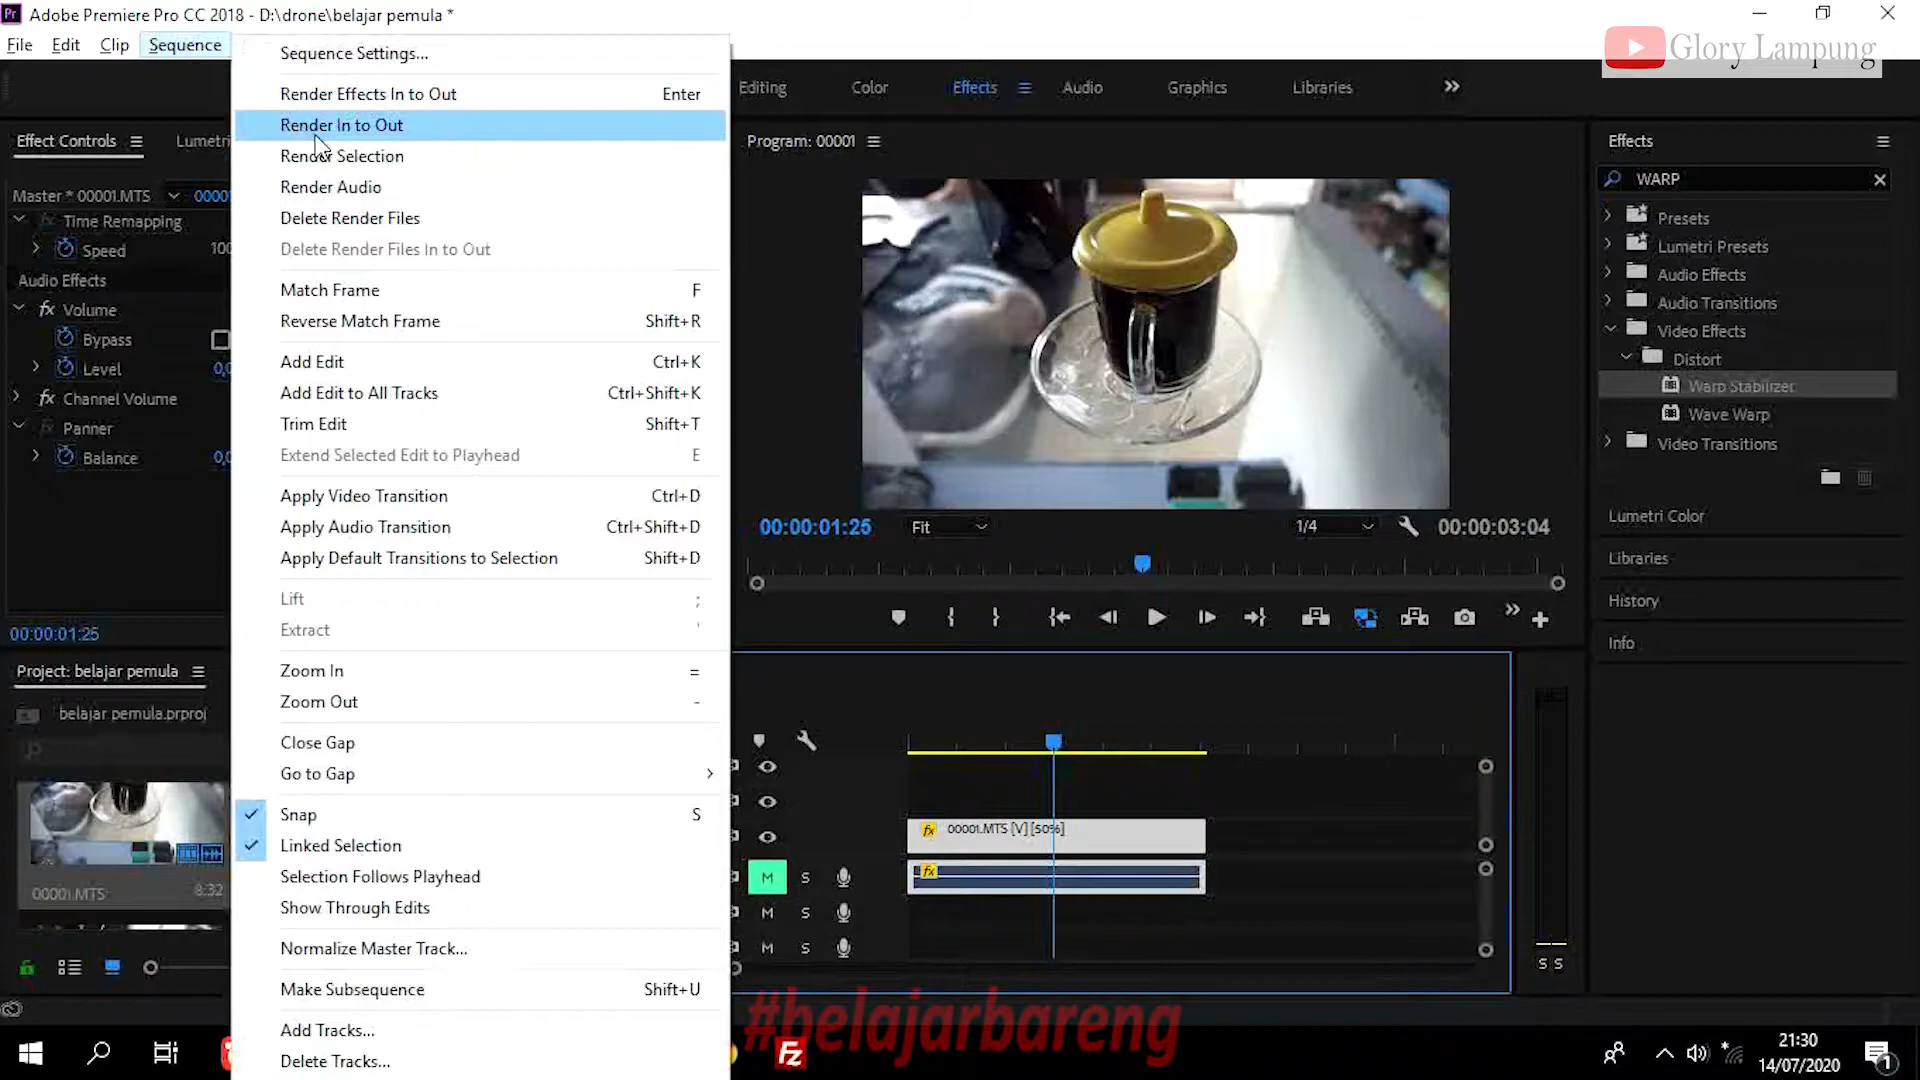 Adobe Premiere Pro CC 2018 - D:\drone\belajar pemula *
Glory Lampung
File Edit Clip Sequence
Sequence Settings...
Render Effects In to Out Enter
Render In to Out
Render Selection
Render Audio
Delete Render Files
Delete Render Files In to Out
Match Frame F
Reverse Match Frame Shift+R
Add Edit Ctrl+K
Add Edit to All Tracks Ctrl+Shift+K
Trim Edit Shift+T
Extend Selected Edit to Playhead E
Apply Video Transition Ctrl+D
Apply Audio Transition Ctrl+Shift+D
Apply Default Transitions to Selection Shift+D
Lift ;
Extract '
Zoom In =
Zoom Out -
Close Gap
Go to Gap
Snap S
Linked Selection
Selection Follows Playhead
Show Through Edits
Normalize Master Track...
Make Subsequence Shift+U
Add Tracks...
Delete Tracks...
Editing Color Effects Audio Graphics Libraries
Effect Controls
Master * 00001.MTS
Time Remapping
Speed
Audio Effects
fx Volume
Bypass
Level
fx Channel Volume
Panner
Balance
00:00:01:25
Project: belajar pemula
belajar pemula.prproj
00001.MTS 8:32
Program: 00001
00:00:01:25 Fit 1/4 00:00:03:04
fx 00001.MTS [V] [50%]
fx
M S
M S
M S
S S
Effects
WARP
Presets
Lumetri Presets
Audio Effects
Audio Transitions
Video Effects
Distort
Warp Stabilizer
Wave Warp
Video Transitions
Lumetri Color
Libraries
History
Info
#belajarbareng
FZ
21:30
14/07/2020
1